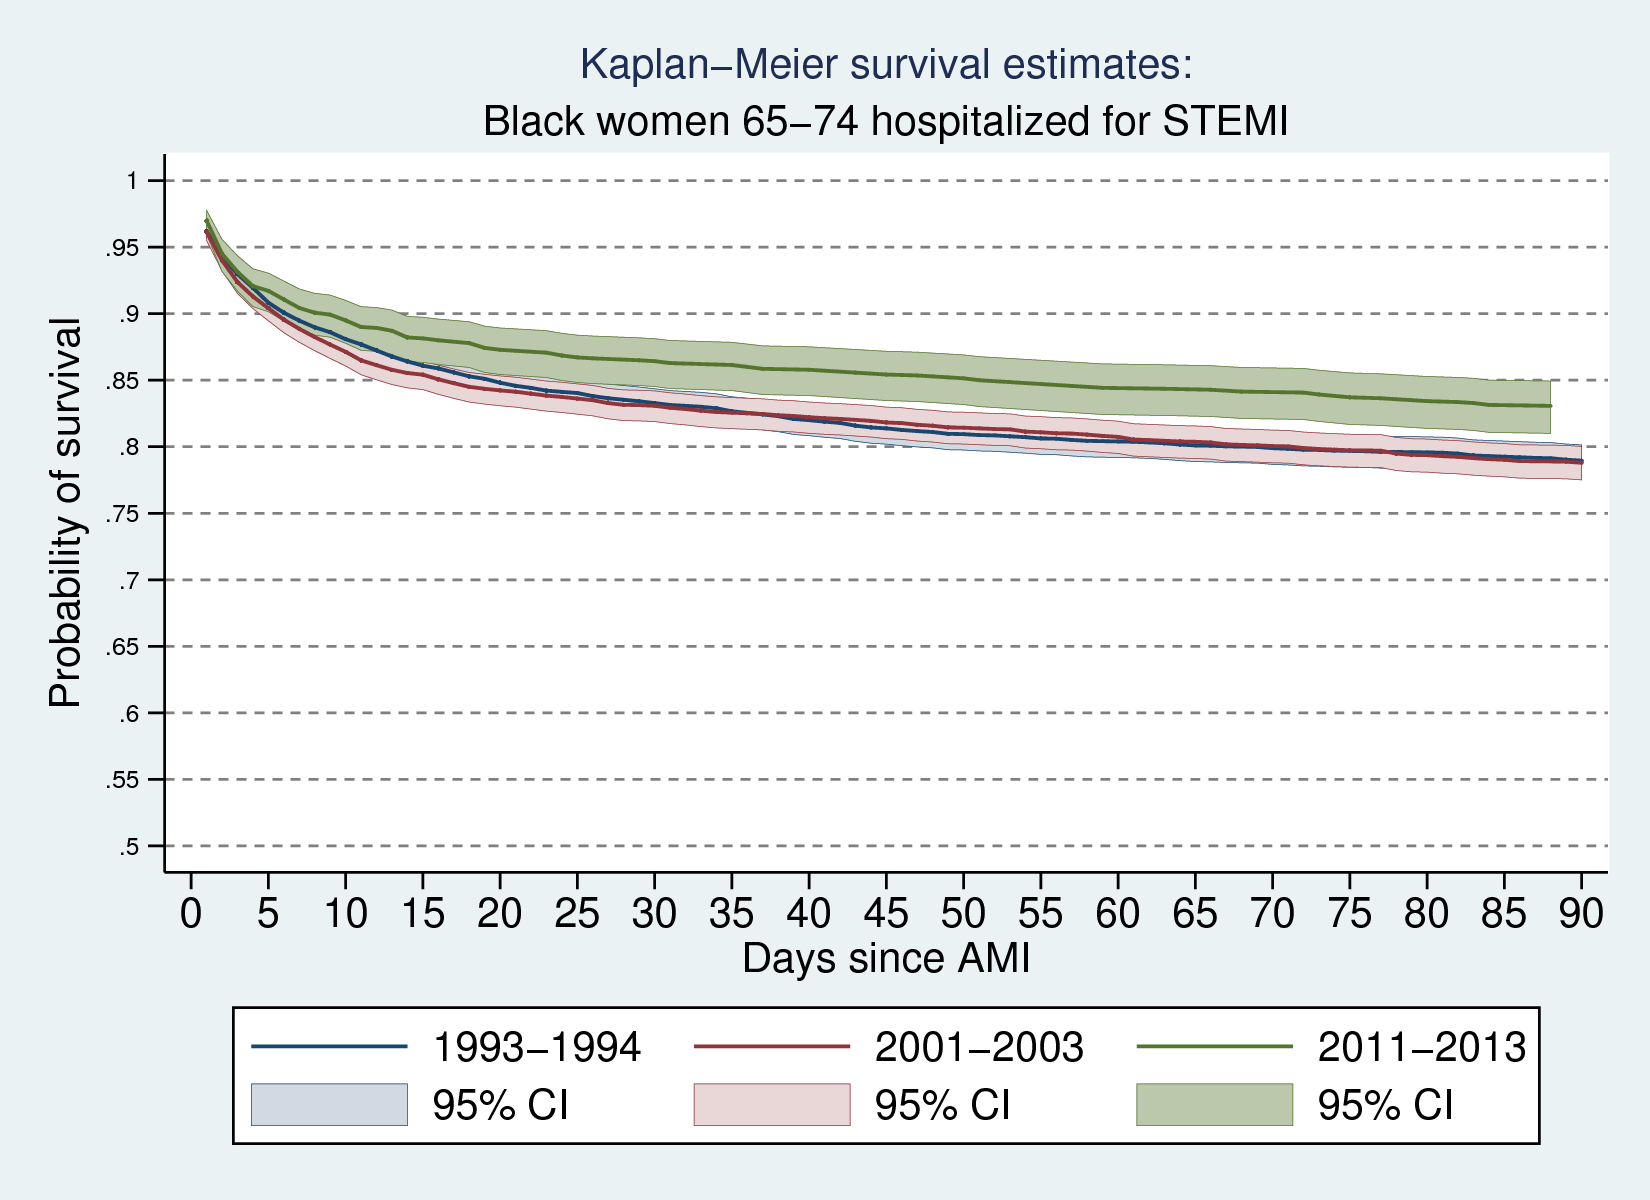 Kaplan−Meier survival estimates:
Black women 65−74 hospitalized for STEMI
Probability of survival
1
.95
.9
.85
.8
.75
.7
.65
.6
.55
.5
0 5 10 15 20 25 30 35 40 45 50 55 60 65 70 75 80 85 90
Days since AMI
1993−1994 2001−2003 2011−2013
95% CI 95% CI 95% CI